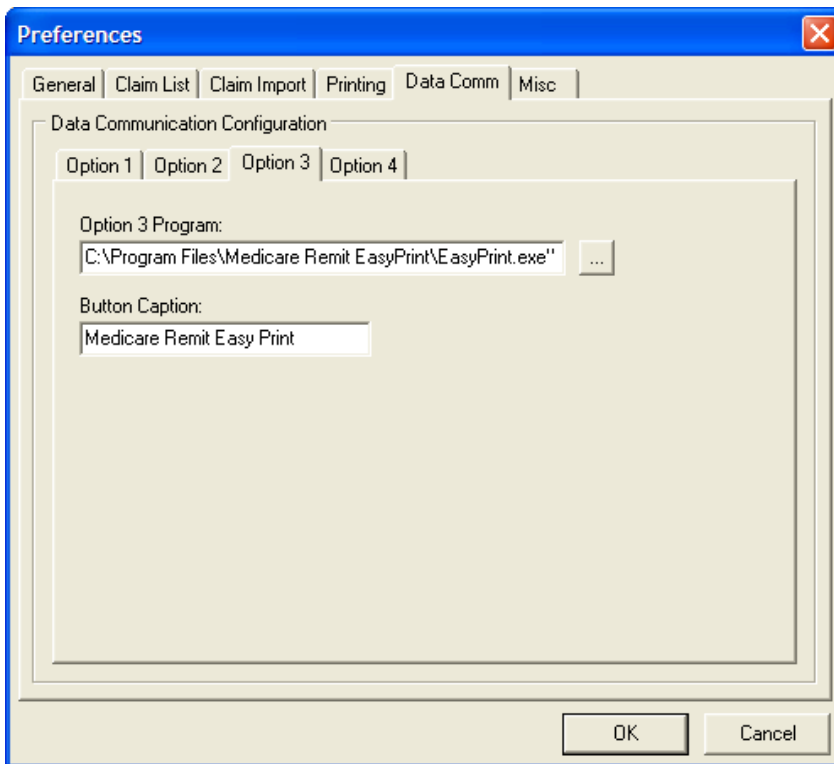 Preferences
General Claim List Claim Import Printing Data Comm Misc
Data Communication Configuration
Option 1 Option 2 Option 3 Option 4
Option 3 Program:
C:\Program Files\Medicare Remit EasyPrint\EasyPrint.exe" ...
Button Caption:
Medicare Remit Easy Print
OK Cancel